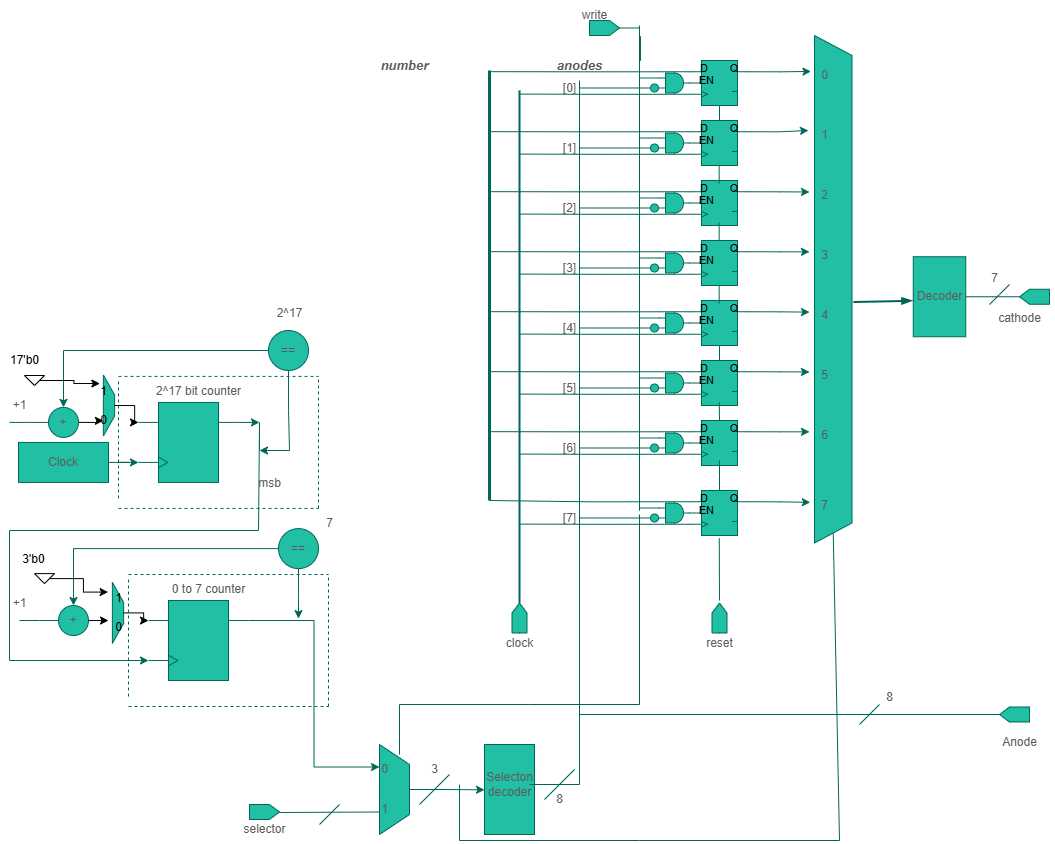 write
number
anodes
[0]
D
Q
EN
0
[1]
D
Q
EN
1
[2]
D
Q
EN
2
[3]
D
Q
EN
3
[4]
D
Q
EN
4
[5]
D
Q
EN
5
[6]
D
Q
EN
6
[7]
D
Q
EN
7
Decoder
7
cathode
clock
reset
2^17
==
17'b0
+1
+
1
0
2^17 bit counter
Clock
msb
7
==
3'b0
+1
+
1
0
0 to 7 counter
0
1
selector
3
Selecton
decoder
8
8
Anode